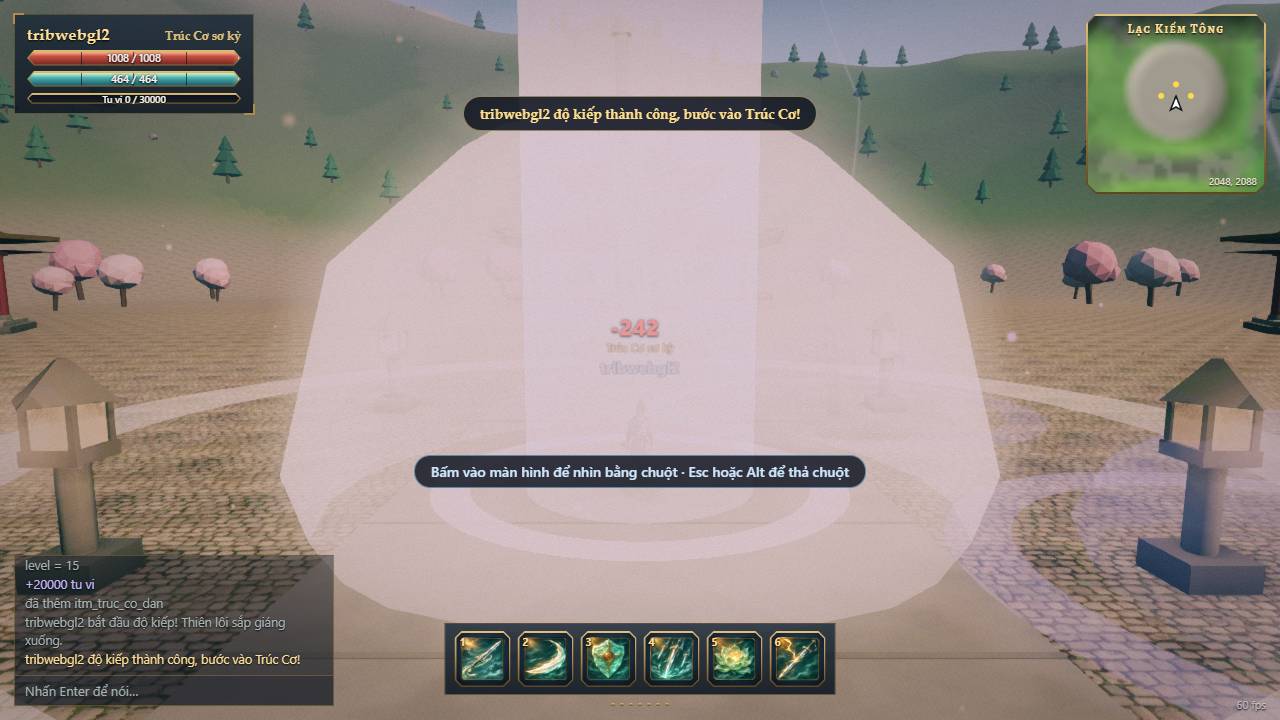 tribwebgl2
Trúc Cơ sơ kỳ
1008 / 1008
464 / 464
Tu vi 0 / 30000
LẠC KIẾM TÔNG
2048, 2088
tribwebgl2 độ kiếp thành công, bước vào Trúc Cơ!
-242
Trúc Cơ sơ kỳ
tribwebgl2
Bấm vào màn hình để nhìn bằng chuột · Esc hoặc Alt để thả chuột
level = 15
+20000 tu vi
đã thêm itm_truc_co_dan
tribwebgl2 bắt đầu độ kiếp! Thiên lôi sắp giáng
xuống.
tribwebgl2 độ kiếp thành công, bước vào Trúc Cơ!
Nhấn Enter để nói...
1 2 3 4 5 6
60 fps